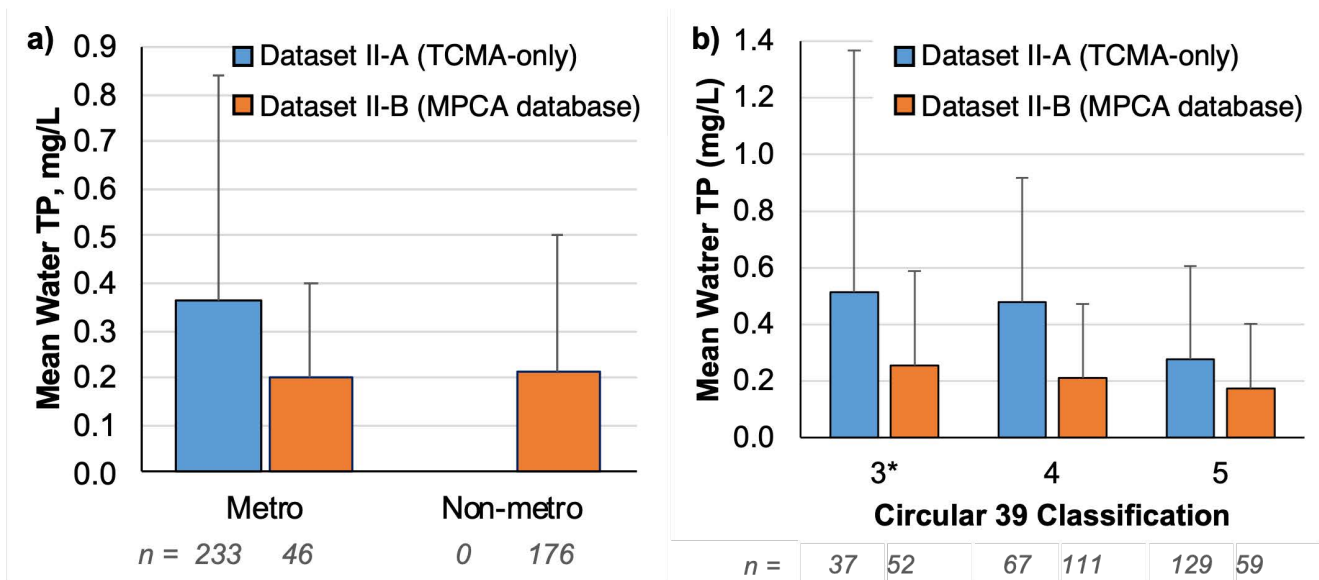 a)
0.9
0.8
0.7
0.6
0.5
0.4
0.3
0.2
0.1
0.0
Mean Water TP, mg/L
Dataset II-A (TCMA-only)
Dataset II-B (MPCA database)
Metro Non-metro
n = 233 46 0 176
b)
1.4
1.2
1.0
0.8
0.6
0.4
0.2
0.0
Mean Watrer TP (mg/L)
Dataset II-A (TCMA-only)
Dataset II-B (MPCA database)
3* 4 5
Circular 39 Classification
n = 37 52 67 111 129 59